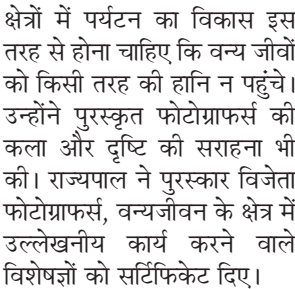 क्षेत्रों में पर्यटन का विकास इस
तरह से होना चाहिए कि वन्य जीवों
को किसी तरह की हानि न पहुंचे।
उन्होंने पुरस्कृत फोटोग्राफर्स की
कला और दृष्टि की सराहना भी
की। राज्यपाल ने पुरस्कार विजेता
फोटोग्राफर्स, वन्यजीवन के क्षेत्र में
उल्लेखनीय कार्य करने वाले
विशेषज्ञों को सर्टिफिकेट दिए।